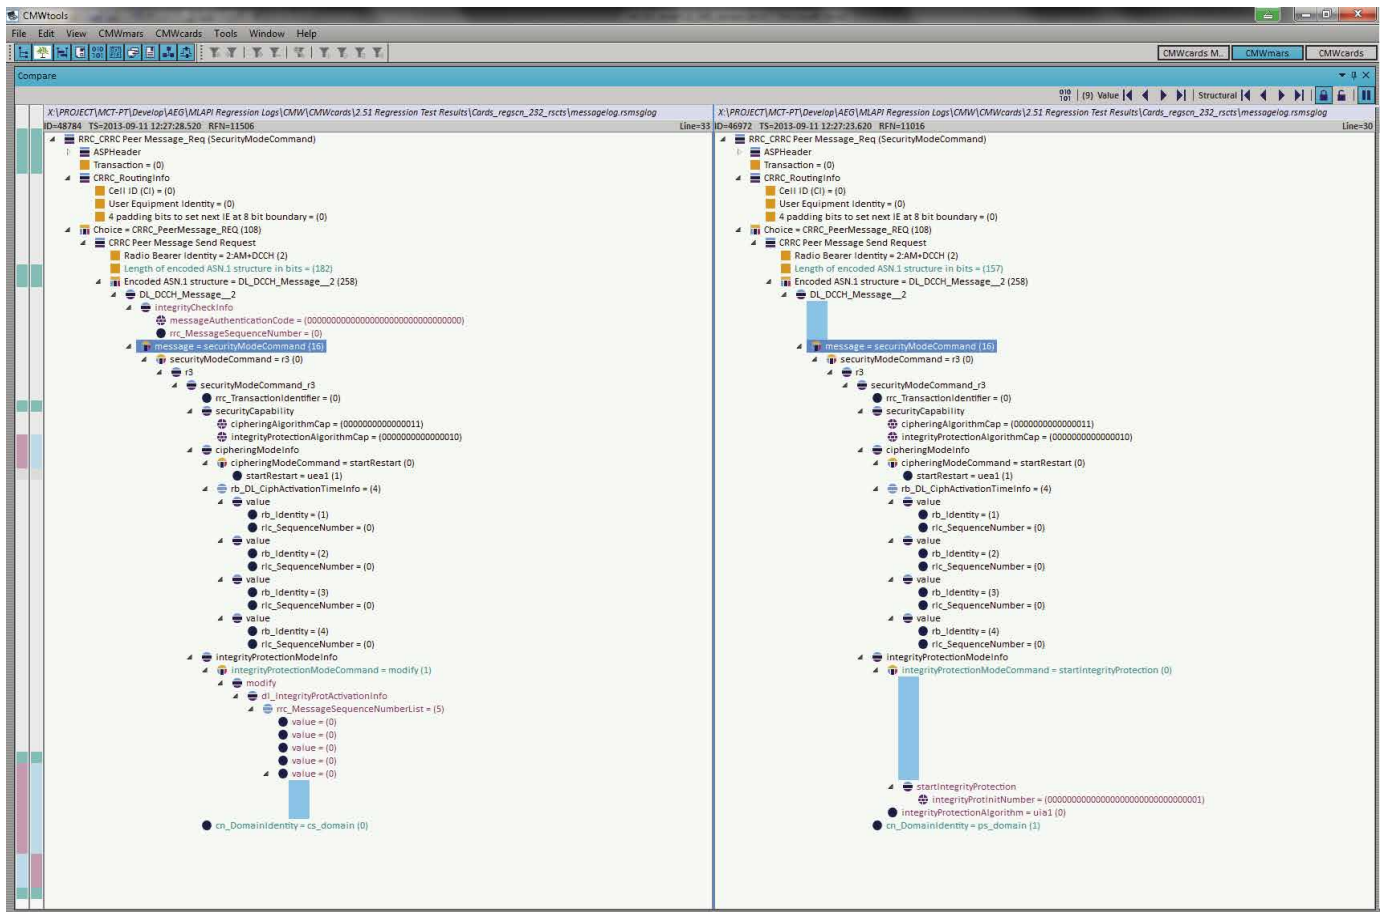 CMWtools
File Edit View CMWmars CMWcards Tools Window Help
CMWcards M.. CMWmars CMWcards
Compare
(9) Value Structural
X:\PROJECT\MCT-PT\Develop\AEG\MLAPI Regression Logs\CMW\CMWcards\2.51 Regression Test Results\Cards_regscn_232_rscts\messagelog.rsmsglog
ID=48784 TS=2013-09-11 12:27:28.520 RFN=11506 Line=33
RRC_CRRC Peer Message_Req (SecurityModeCommand)
ASPHeader
Transaction = (0)
CRRC_RoutingInfo
Cell ID (CI) = (0)
User Equipment Identity = (0)
4 padding bits to set next IE at 8 bit boundary = (0)
Choice = CRRC_PeerMessage_REQ (108)
CRRC Peer Message Send Request
Radio Bearer Identity = 2:AM+DCCH (2)
Length of encoded ASN.1 structure in bits = (182)
Encoded ASN.1 structure = DL_DCCH_Message__2 (258)
DL_DCCH_Message__2
integrityCheckInfo
messageAuthenticationCode = (00000000000000000000000000000000)
rrc_MessageSequenceNumber = (0)
message = securityModeCommand (16)
securityModeCommand = r3 (0)
r3
securityModeCommand_r3
rrc_TransactionIdentifier = (0)
securityCapability
cipheringAlgorithmCap = (0000000000000011)
integrityProtectionAlgorithmCap = (0000000000000010)
cipheringModeInfo
cipheringModeCommand = startRestart (0)
startRestart = uea1 (1)
rb_DL_CiphActivationTimeInfo = (4)
value
rb_Identity = (1)
rlc_SequenceNumber = (0)
value
rb_Identity = (2)
rlc_SequenceNumber = (0)
value
rb_Identity = (3)
rlc_SequenceNumber = (0)
value
rb_Identity = (4)
rlc_SequenceNumber = (0)
integrityProtectionModeInfo
integrityProtectionModeCommand = modify (1)
modify
dl_IntegrityProtActivationInfo
rrc_MessageSequenceNumberList = (5)
value = (0)
value = (0)
value = (0)
value = (0)
value = (0)
cn_DomainIdentity = cs_domain (0)
X:\PROJECT\MCT-PT\Develop\AEG\MLAPI Regression Logs\CMW\CMWcards\2.51 Regression Test Results\Cards_regscn_232_rscts\messagelog.rsmsglog
ID=46972 TS=2013-09-11 12:27:23.620 RFN=11016 Line=30
RRC_CRRC Peer Message_Req (SecurityModeCommand)
ASPHeader
Transaction = (0)
CRRC_RoutingInfo
Cell ID (CI) = (0)
User Equipment Identity = (0)
4 padding bits to set next IE at 8 bit boundary = (0)
Choice = CRRC_PeerMessage_REQ (108)
CRRC Peer Message Send Request
Radio Bearer Identity = 2:AM+DCCH (2)
Length of encoded ASN.1 structure in bits = (157)
Encoded ASN.1 structure = DL_DCCH_Message__2 (258)
DL_DCCH_Message__2
message = securityModeCommand (16)
securityModeCommand = r3 (0)
r3
securityModeCommand_r3
rrc_TransactionIdentifier = (0)
securityCapability
cipheringAlgorithmCap = (0000000000000011)
integrityProtectionAlgorithmCap = (0000000000000010)
cipheringModeInfo
cipheringModeCommand = startRestart (0)
startRestart = uea1 (1)
rb_DL_CiphActivationTimeInfo = (4)
value
rb_Identity = (1)
rlc_SequenceNumber = (0)
value
rb_Identity = (2)
rlc_SequenceNumber = (0)
value
rb_Identity = (3)
rlc_SequenceNumber = (0)
value
rb_Identity = (4)
rlc_SequenceNumber = (0)
integrityProtectionModeInfo
integrityProtectionModeCommand = startIntegrityProtection (0)
startIntegrityProtection
integrityProtInitNumber = (00000000000000000000000000000001)
integrityProtectionAlgorithm = uia1 (0)
cn_DomainIdentity = ps_domain (1)